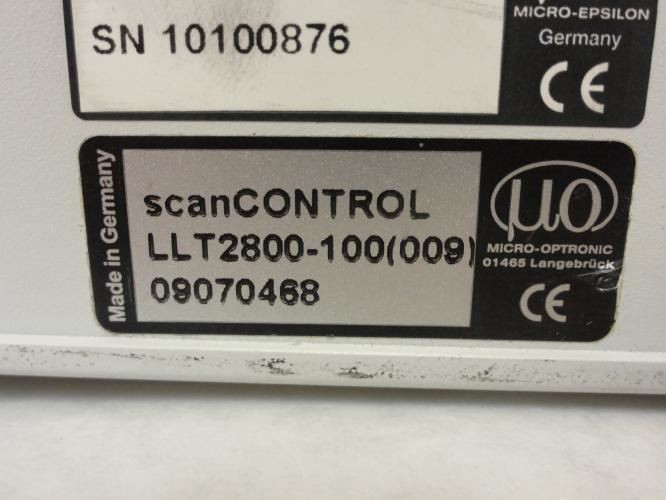 SN 10100876
MICRO-EPSILON
Germany
CE
Made in Germany
scanCONTROL
LLT2800-100(009)
09070468
µo
MICRO-OPTRONIC
01465 Langebrück
CE